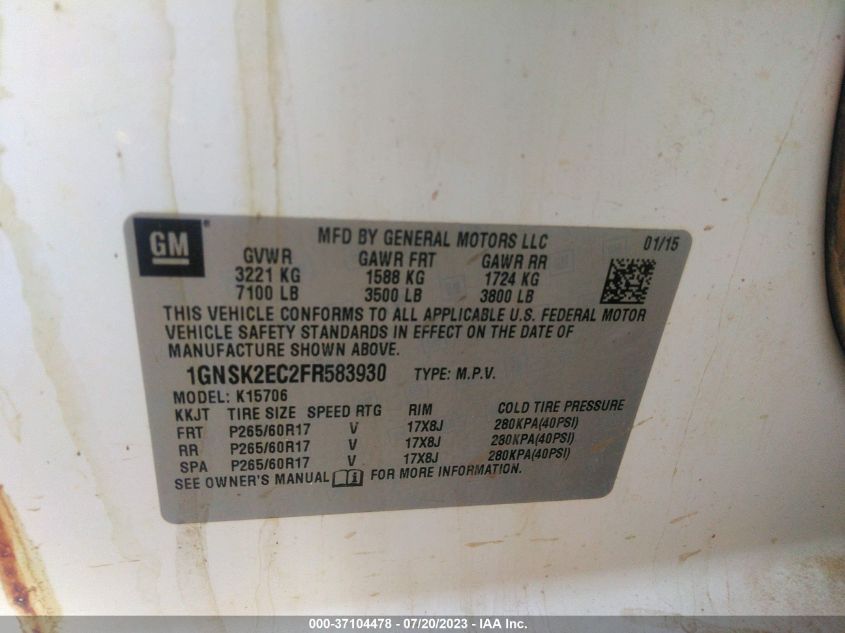 GM ®
MFD BY GENERAL MOTORS LLC 01/15
GVWR GAWR FRT GAWR RR
3221 KG 1588 KG 1724 KG
7100 LB 3500 LB 3800 LB
THIS VEHICLE CONFORMS TO ALL APPLICABLE U.S. FEDERAL MOTOR
VEHICLE SAFETY STANDARDS IN EFFECT ON THE DATE OF
MANUFACTURE SHOWN ABOVE.
1GNSK2EC2FR583930 TYPE: M.P.V.
MODEL: K15706
KKJT TIRE SIZE SPEED RTG RIM COLD TIRE PRESSURE
FRT P265/60R17 V 17X8J 280KPA(40PSI)
RR P265/60R17 V 17X8J 280KPA(40PSI)
SPA P265/60R17 V 17X8J 280KPA(40PSI)
SEE OWNER'S MANUAL FOR MORE INFORMATION.
000-37104478 - 07/20/2023 - IAA Inc.